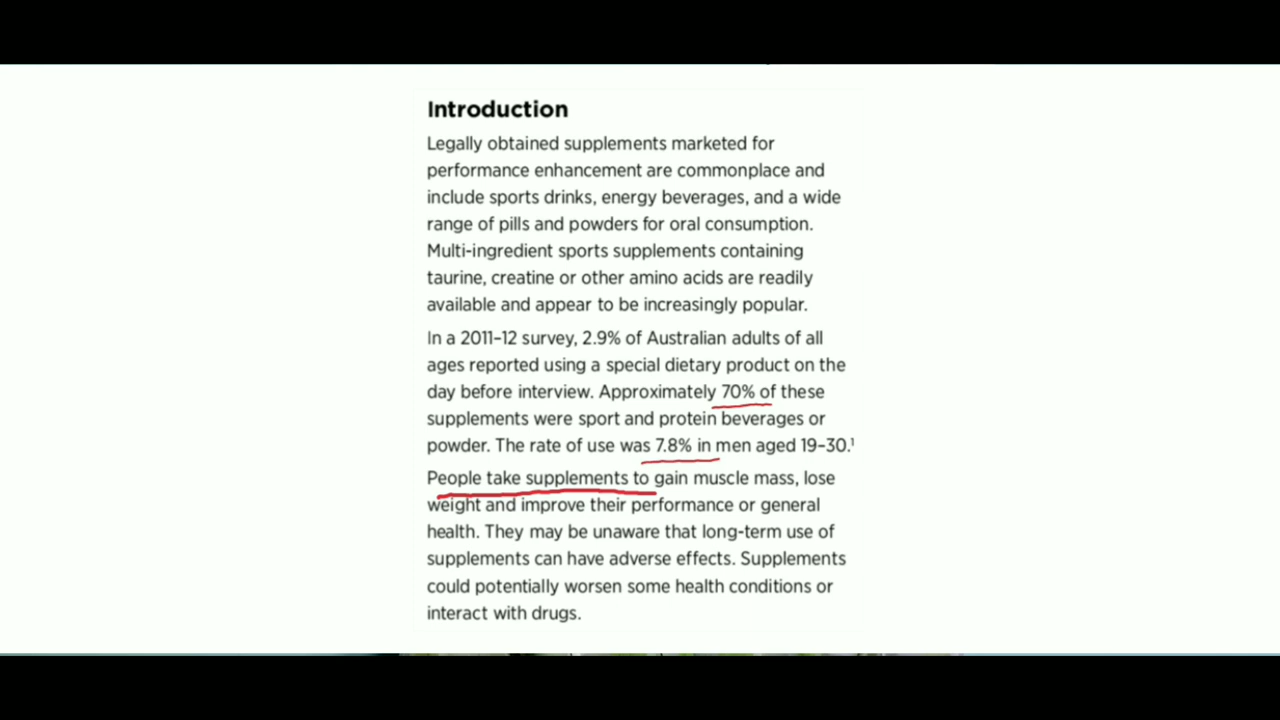 Introduction
Legally obtained supplements marketed for
performance enhancement are commonplace and
include sports drinks, energy beverages, and a wide
range of pills and powders for oral consumption.
Multi-ingredient sports supplements containing
taurine, creatine or other amino acids are readily
available and appear to be increasingly popular.
In a 2011–12 survey, 2.9% of Australian adults of all
ages reported using a special dietary product on the
day before interview. Approximately 70% of these
supplements were sport and protein beverages or
powder. The rate of use was 7.8% in men aged 19–30.¹
People take supplements to gain muscle mass, lose
weight and improve their performance or general
health. They may be unaware that long-term use of
supplements can have adverse effects. Supplements
could potentially worsen some health conditions or
interact with drugs.